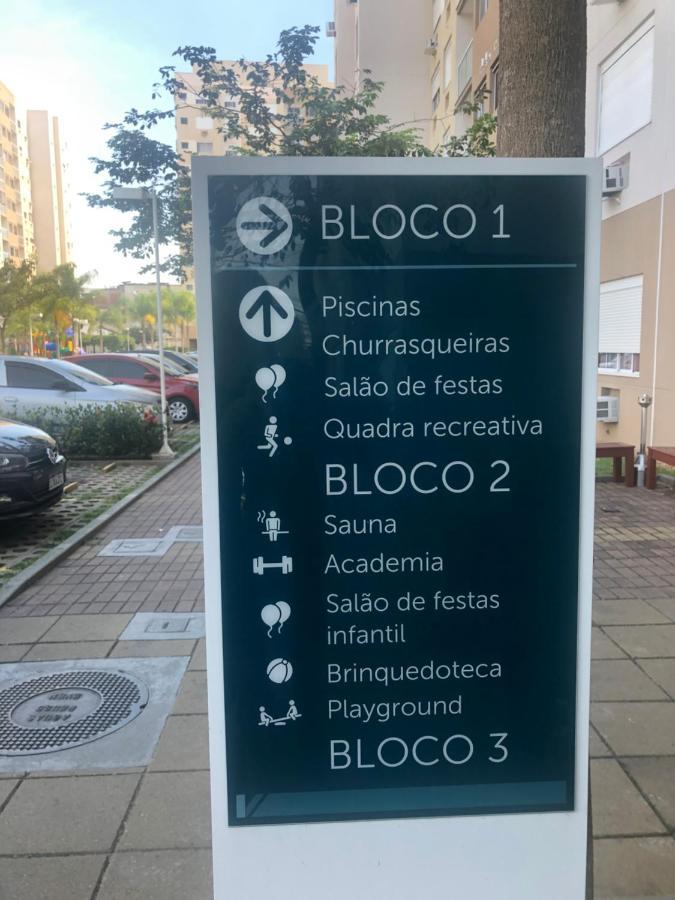 BLOCO 1
Piscinas
Churrasqueiras
Salão de festas
Quadra recreativa
BLOCO 2
Sauna
Academia
Salão de festas
infantil
Brinquedoteca
Playground
BLOCO 3